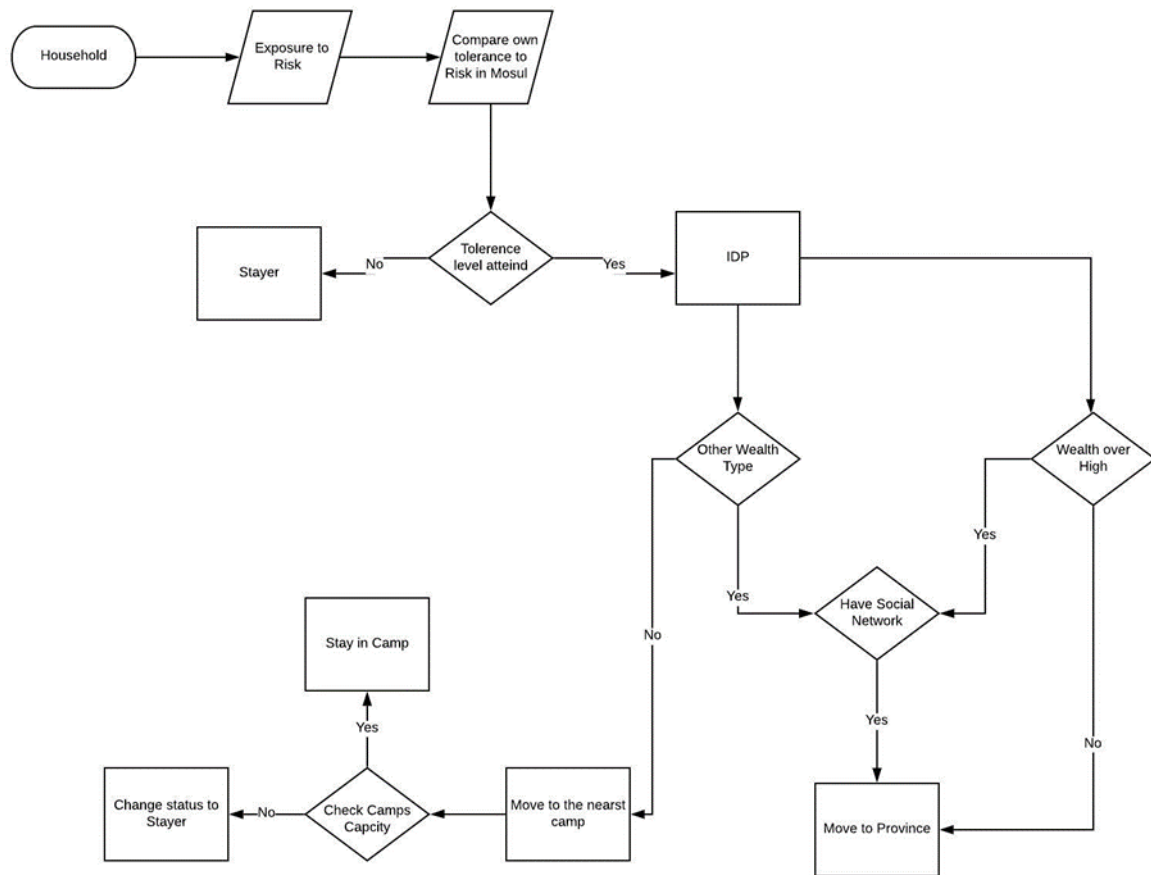 Household
Exposure to
Risk
Compare own
tolerance to
Risk in Mosul
Stayer
No
Tolerence
level atteind
Yes
IDP
Other Wealth
Type
Wealth over
High
Yes
Yes
Have Social
Network
No
Stay in Camp
Yes
Yes
No
Change status to
Stayer
No
Check Camps
Capcity
Move to the nearst
camp
Move to Province